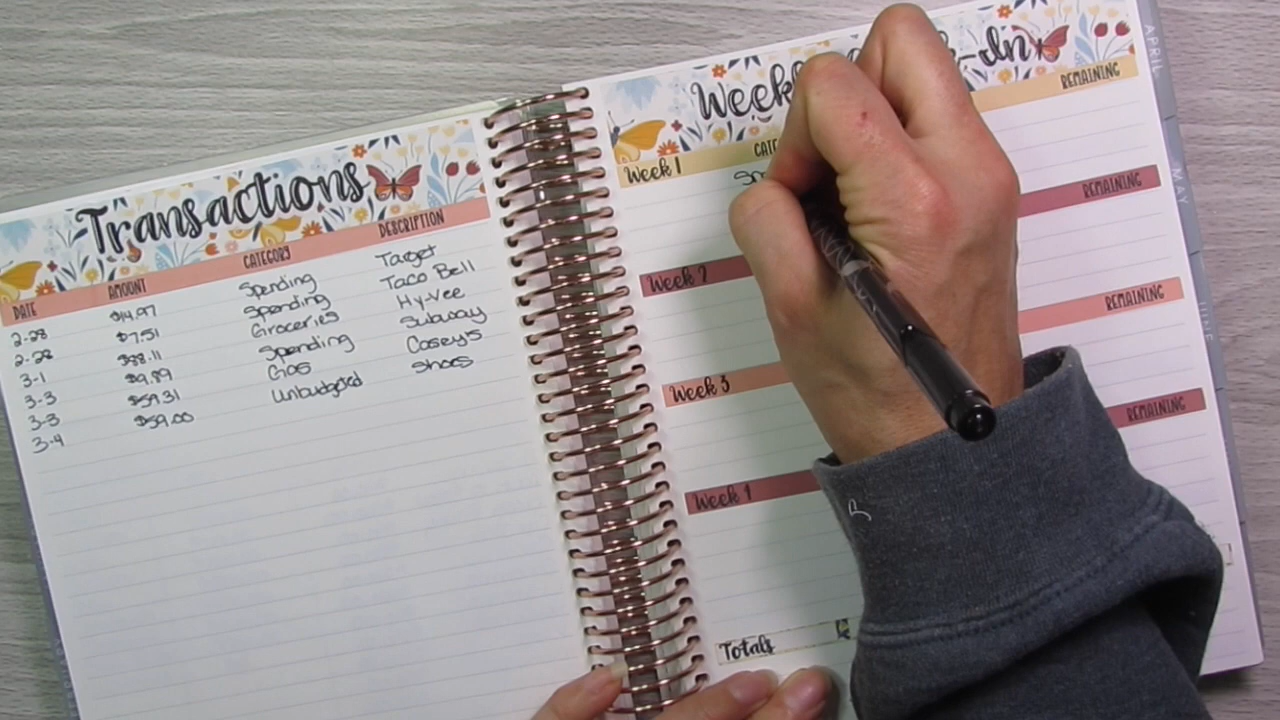 Transactions
DATE AMOUNT CATEGORY DESCRIPTION
2-28 $14.97 Spending Target
2-28 $7.51 Spending Taco Bell
3-1 Groceries Hy-Vee
3-3 $9.89 Spending Subway
3-3 $59.31 Gas Casey's
3-4 $59.00 Unbudgeted Shoes
Week 1 REMAINING
Week 2 REMAINING
Week 3 REMAINING
Week 4 REMAINING
Totals
APRIL
MAY
JUNE